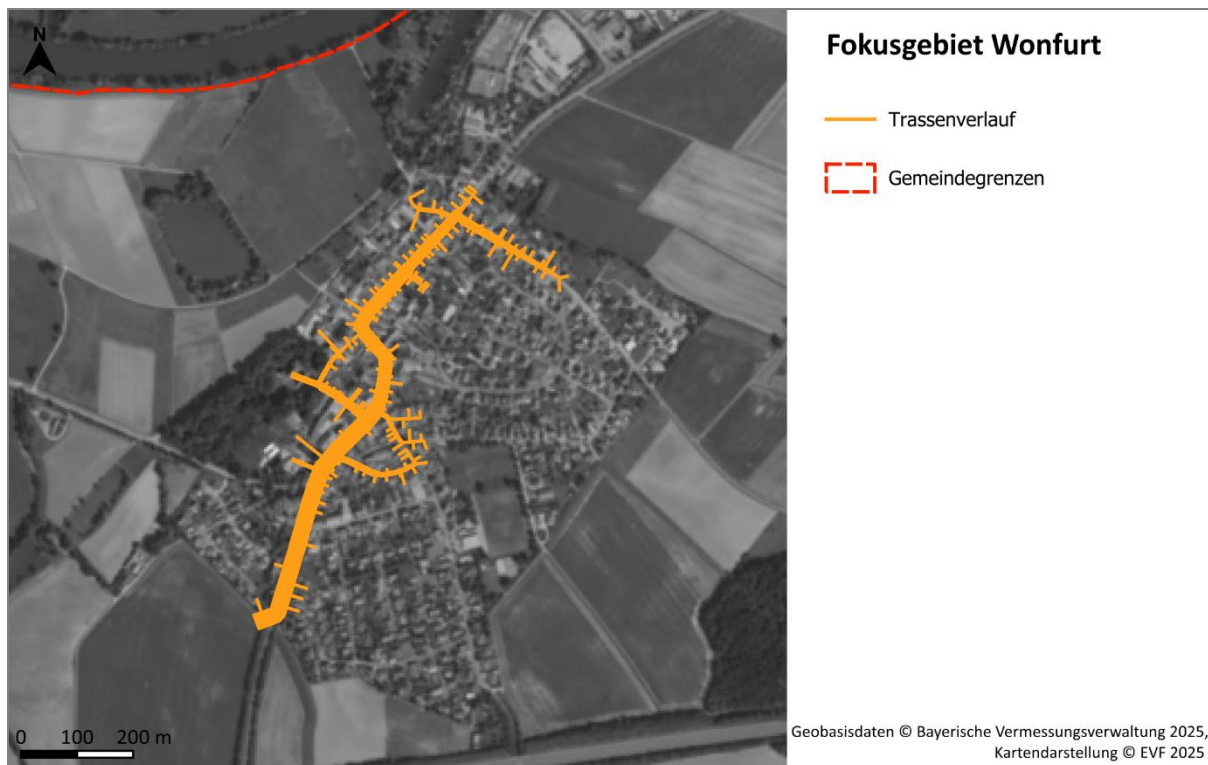 N
Fokusgebiet Wonfurt
Trassenverlauf
Gemeindegrenzen
0 100 200 m
Geobasisdaten © Bayerische Vermessungsverwaltung 2025,
Kartendarstellung © EVF 2025